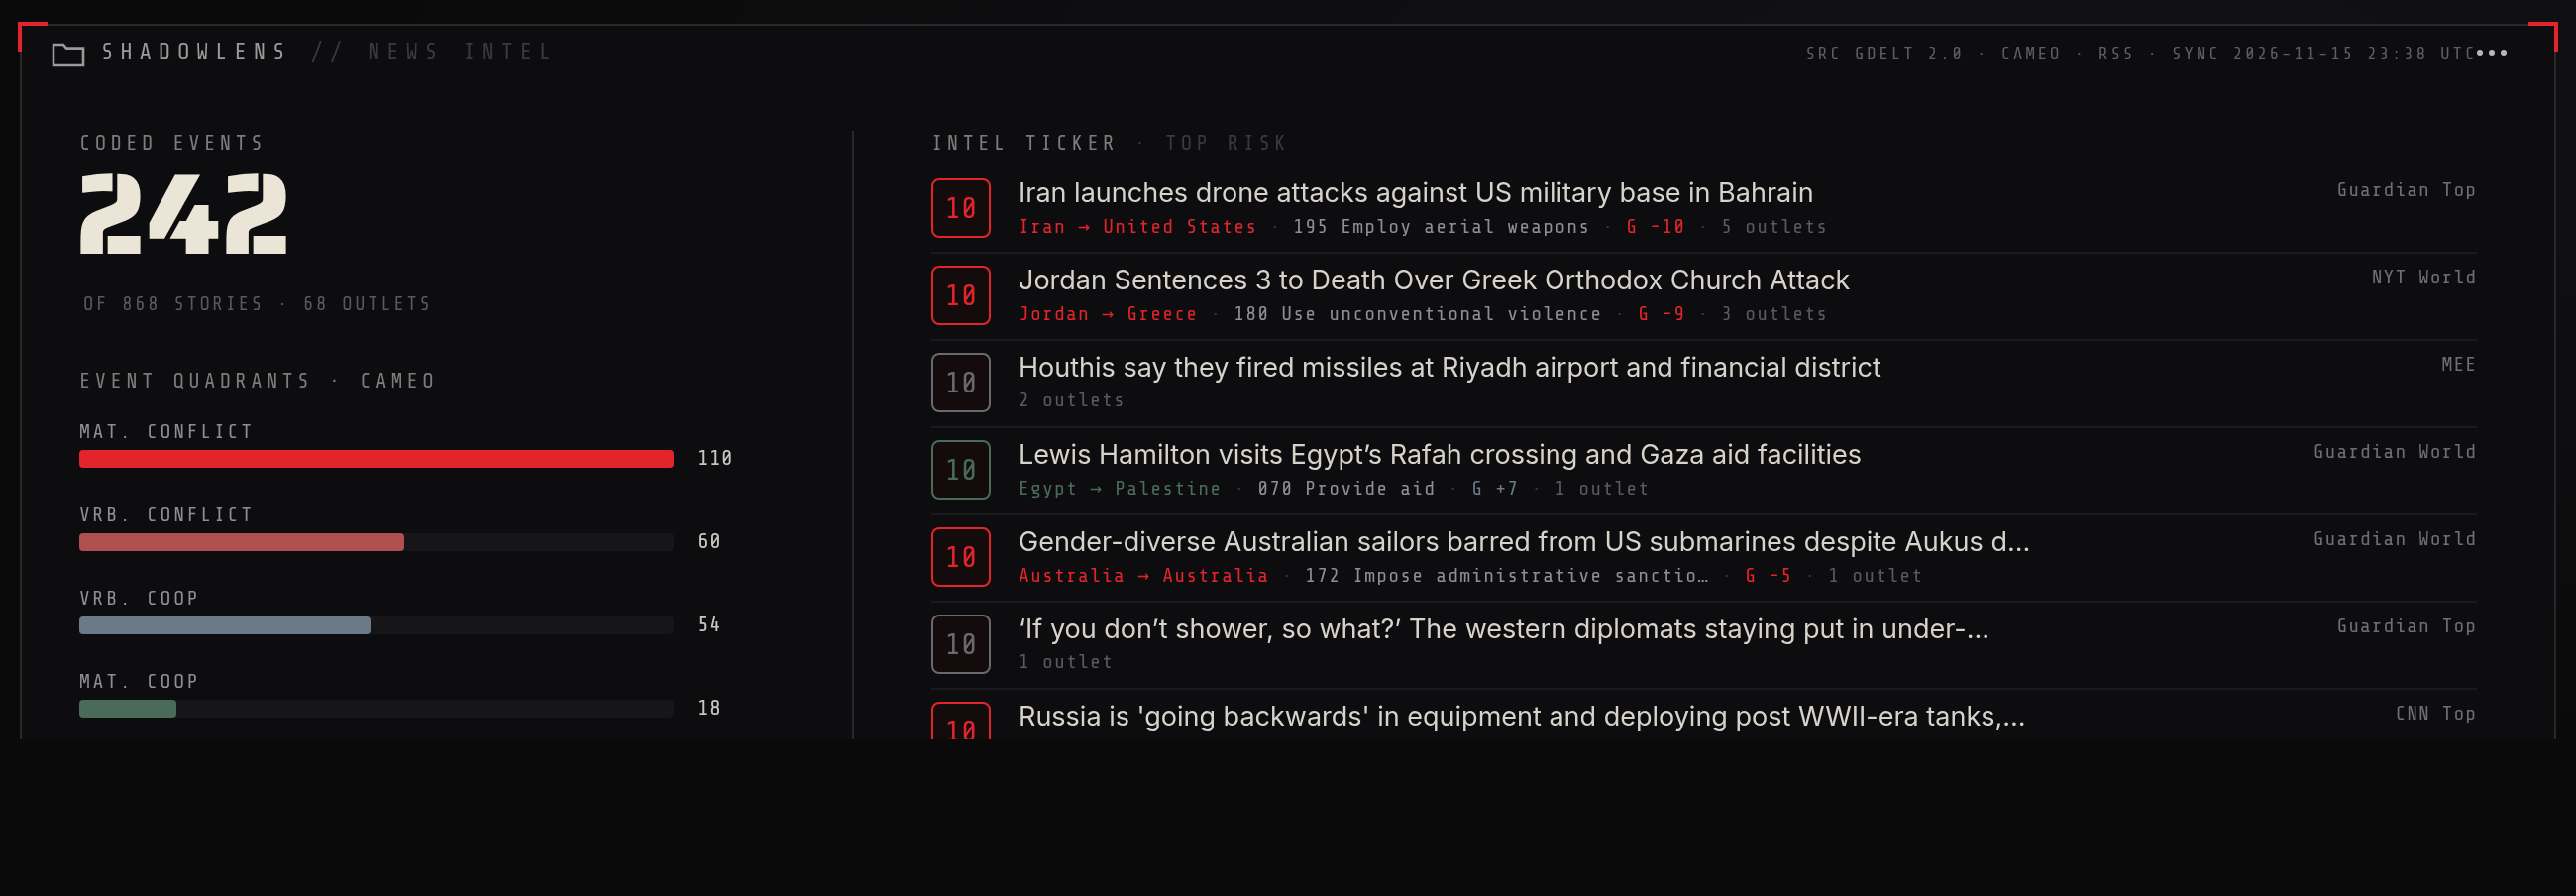 SHADOWLENS // NEWS INTEL
SRC GDELT 2.0 · CAMEO · RSS · SYNC 2026-11-15 23:38 UTC
CODED EVENTS
242
OF 868 STORIES · 68 OUTLETS
EVENT QUADRANTS · CAMEO
MAT. CONFLICT
110
VRB. CONFLICT
60
VRB. COOP
54
MAT. COOP
18
INTEL TICKER · TOP RISK
10 Iran launches drone attacks against US military base in Bahrain Guardian Top
Iran → United States · 195 Employ aerial weapons · G -10 · 5 outlets
10 Jordan Sentences 3 to Death Over Greek Orthodox Church Attack NYT World
Jordan → Greece · 180 Use unconventional violence · G -9 · 3 outlets
10 Houthis say they fired missiles at Riyadh airport and financial district MEE
2 outlets
10 Lewis Hamilton visits Egypt’s Rafah crossing and Gaza aid facilities Guardian World
Egypt → Palestine · 070 Provide aid · G +7 · 1 outlet
10 Gender-diverse Australian sailors barred from US submarines despite Aukus d... Guardian World
Australia → Australia · 172 Impose administrative sanctio… · G -5 · 1 outlet
10 ‘If you don’t shower, so what?’ The western diplomats staying put in under-... Guardian Top
1 outlet
10 Russia is 'going backwards' in equipment and deploying post WWII-era tanks,... CNN Top